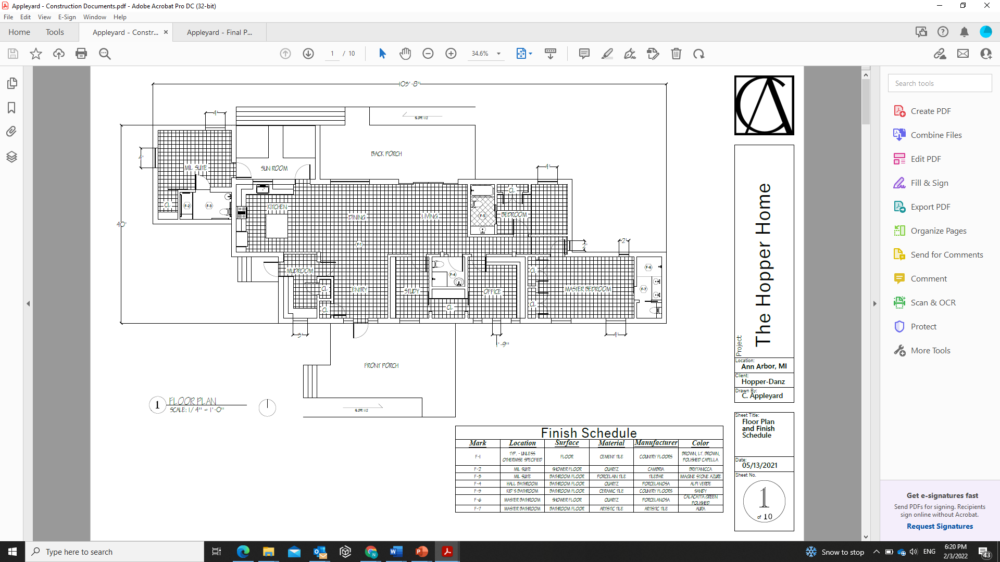 Appleyard - Construction Documents.pdf - Adobe Acrobat Pro DC (32-bit)
File Edit View E-Sign Window Help
Home Tools Appleyard - Constr... × Appleyard - Final P...
1 / 10 34.6%
103'-8"
4'
SLOPE 1:12
BACK PORCH
4'
MIL SUITE
SUN ROOM
4'
CL
CL F-2 F-3
KITCHEN
DINING
LIVING
F-5
BEDROOM
40'
F-1
2'
2'
MUDROOM
CL
F-6
F-4
CL
ENTRY
STUDY
OFFICE
MASTER BEDROOM
F-7
CL
CL
CL
3'
1'-9"
4'
FRONT PORCH
1 FLOOR PLAN
SCALE: 1/4" = 1'-0"
SLOPE 1:12
Finish Schedule
Mark Location Surface Material Manufacturer Color
F-1 TYP. - UNLESS OTHERWISE SPECIFIED FLOOR CEMENT TILE COUNTRY FLOORS BROWN, LT. BROWN, POLISHED CAPELLA
F-2 MIL SUITE SHOWER FLOOR QUARTZ CAMBRIA BRITTANICCA
F-3 MIL SUITE BATHROOM FLOOR PORCELAIN TILE TILEBAR IMAGINE STONE AZURE
F-4 HALL BATHROOM BATHROOM FLOOR QUARTZ PORCELANOSA ALPI VERDE
F-5 KID'S BATHROOM BATHROOM FLOOR CERAMIC TILE COUNTRY FLOORS SANDY
F-6 MASTER BATHROOM SHOWER FLOOR QUARTZ PORCELANOSA CALACATTA GREEN POLISHED
F-7 MASTER BATHROOM BATHROOM FLOOR ARTISTIC TILE ARTISTIC TILE AURA
Project:
The Hopper Home
Location:
Ann Arbor, MI
Client:
Hopper-Danz
Drawn By:
C. Appleyard
Sheet Title:
Floor Plan
and Finish
Schedule
Date:
05/13/2021
Sheet No.
1
of 10
Search tools
Create PDF
Combine Files
Edit PDF
Fill & Sign
Export PDF
Organize Pages
Send for Comments
Comment
Scan & OCR
Protect
More Tools
Get e-signatures fast
Send PDFs for signing. Recipients
sign online without Acrobat.
Request Signatures
Type here to search
Snow to stop
ENG
6:20 PM
2/3/2022
43